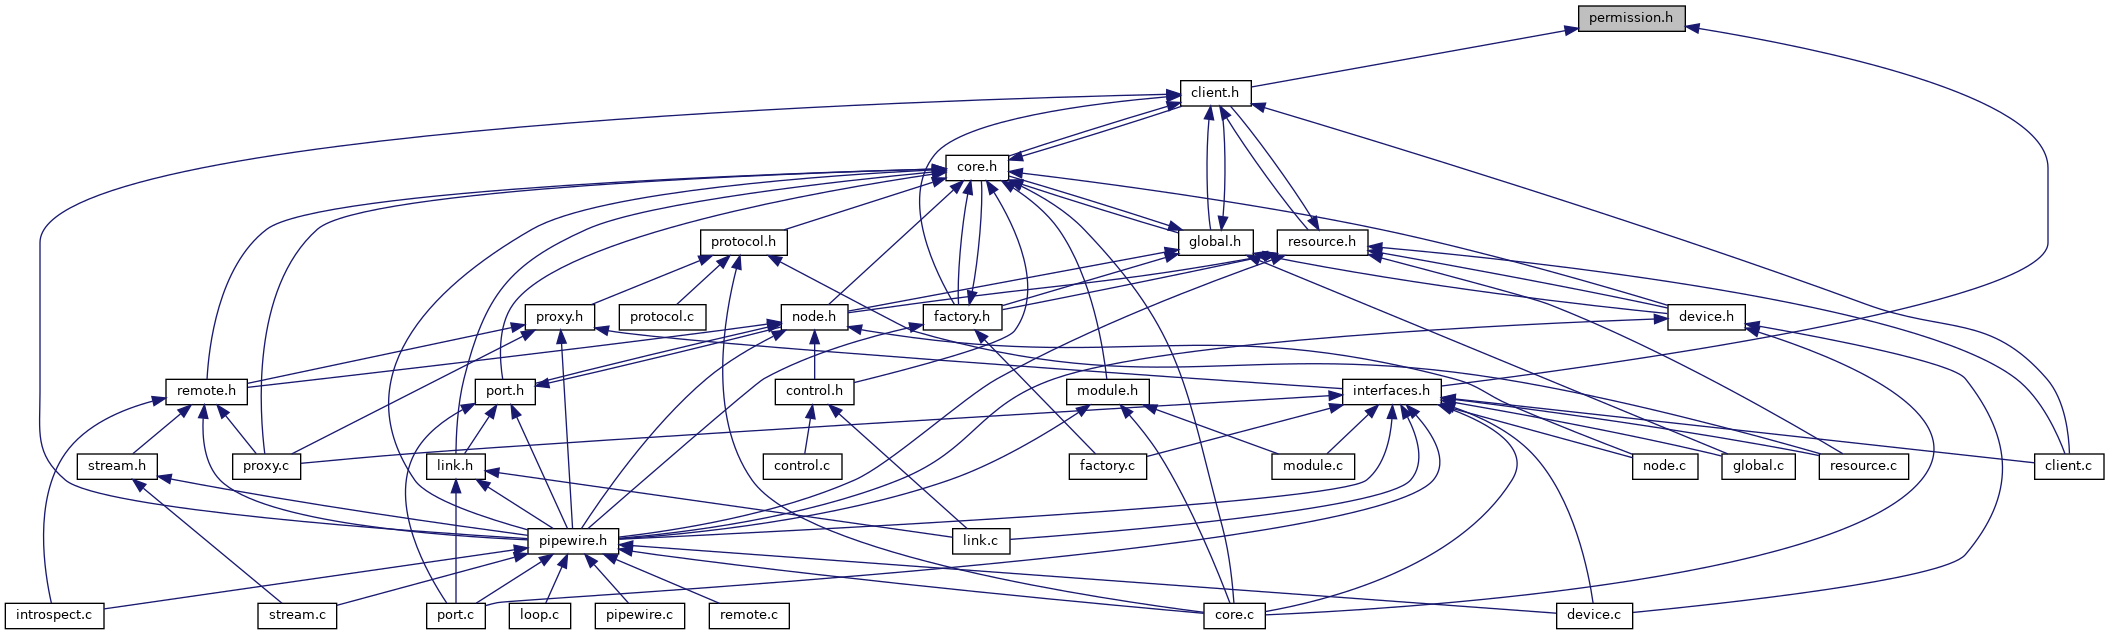 permission.h
client.h
core.h
protocol.h
global.h
resource.h
proxy.h
protocol.c
node.h
factory.h
device.h
remote.h
port.h
control.h
module.h
interfaces.h
stream.h
proxy.c
link.h
control.c
factory.c
module.c
node.c
global.c
resource.c
client.c
pipewire.h
link.c
introspect.c
stream.c
port.c
loop.c
pipewire.c
remote.c
core.c
device.c